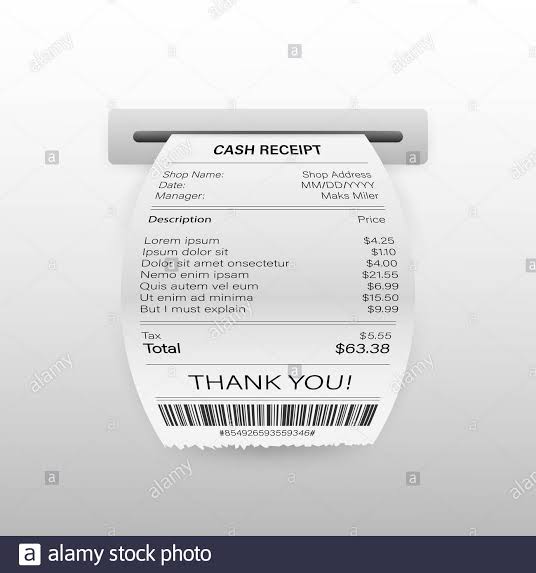 CASH RECEIPT
Shop Name: Shop Address
Date: MM/DD/YYYY
Manager: Maks Miler
Description Price
Lorem ipsum $4.25
Ipsum dolor sit $1.10
Dolor sit amet onsectetur $4.00
Nemo enim ipsam $21.55
Quis autem vel eum $6.99
Ut enim ad minima $15.50
But I must explain $9.99
Tax $5.55
Total $63.38
THANK YOU!
#854926593559346#
a alamy stock photo